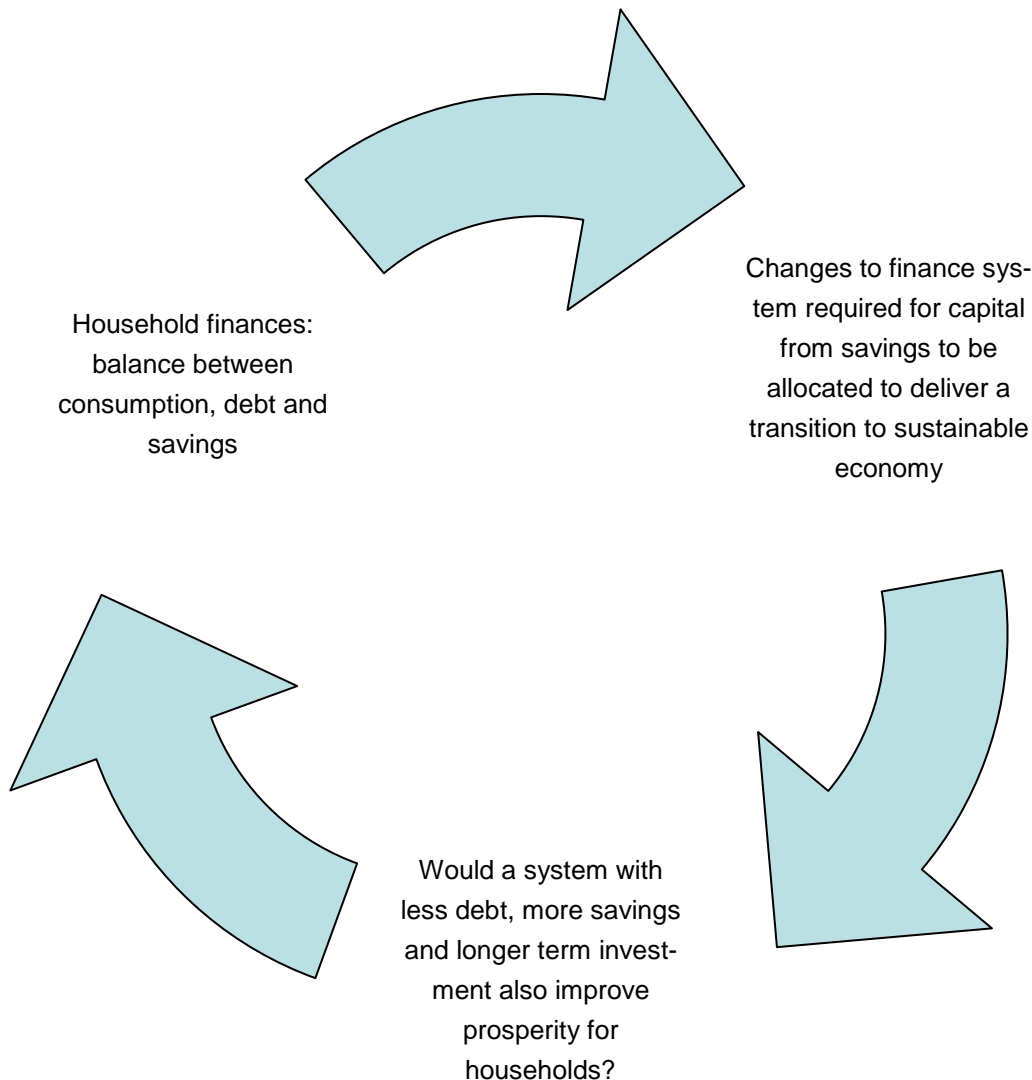 Household finances:
balance between
consumption, debt and
savings
Changes to finance sys-
tem required for capital
from savings to be
allocated to deliver a
transition to sustainable
economy
Would a system with
less debt, more savings
and longer term invest-
ment also improve
prosperity for
households?